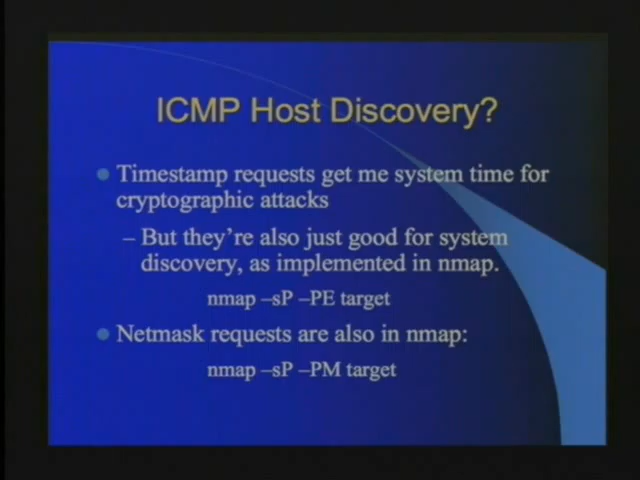 ICMP Host Discovery?
Timestamp requests get me system time for
cryptographic attacks
– But they're also just good for system
discovery, as implemented in nmap.
nmap –sP –PE target
Netmask requests are also in nmap:
nmap –sP –PM target